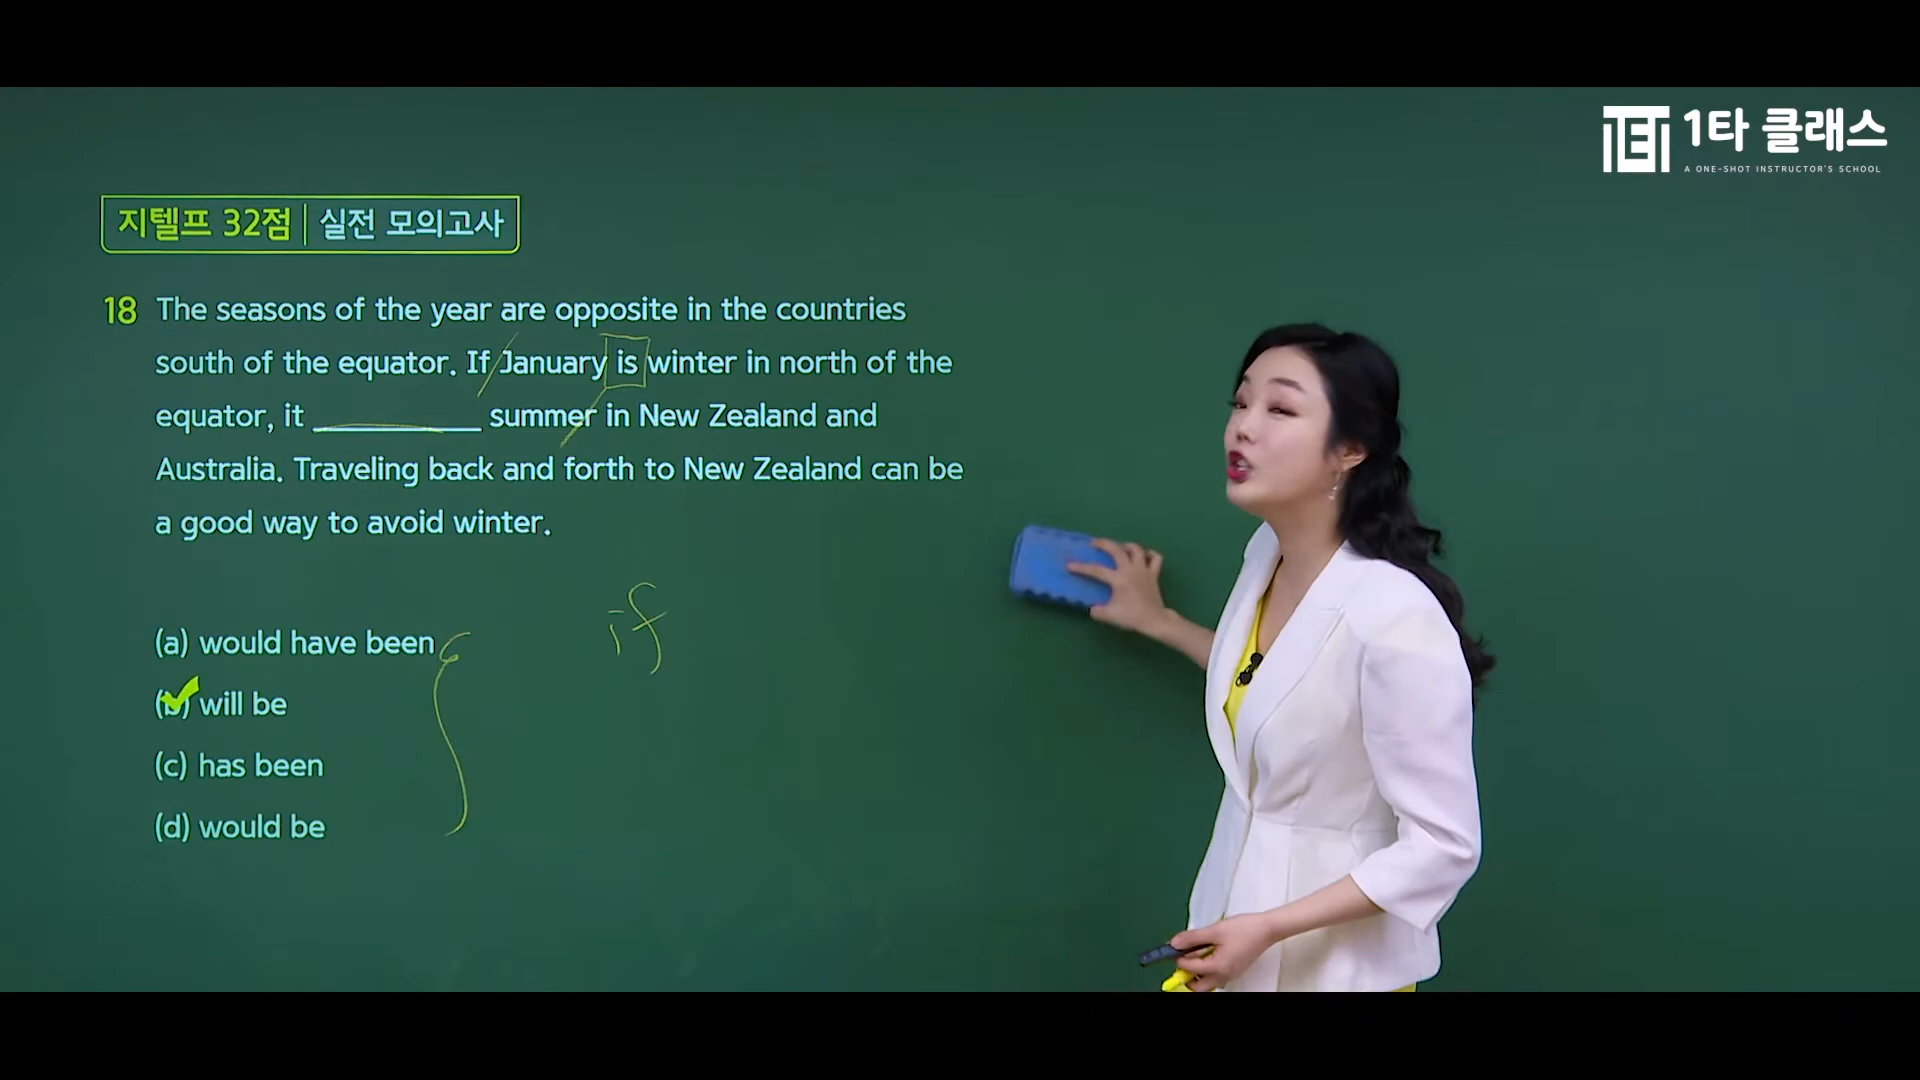 1타 클래스
A ONE-SHOT INSTRUCTOR'S SCHOOL
지텔프 32점 | 실전 모의고사
18 The seasons of the year are opposite in the countries
south of the equator. If January is winter in north of the
equator, it __________ summer in New Zealand and
Australia. Traveling back and forth to New Zealand can be
a good way to avoid winter.
if
(a) would have been
(b) will be
(c) has been
(d) would be